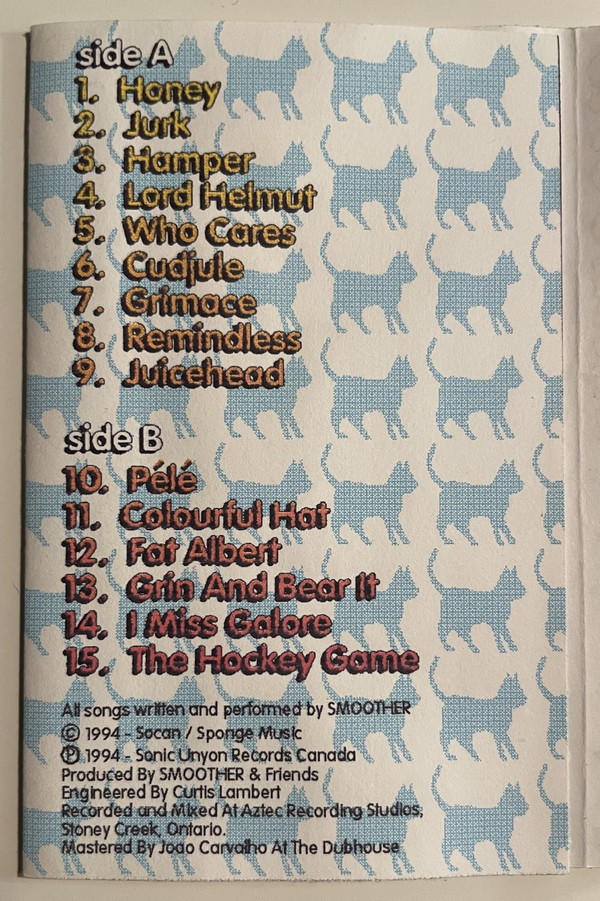 side A
1. Honey
2. Jurk
3. Hamper
4. Lord Helmut
5. Who Cares
6. Cudjule
7. Grimace
8. Remindless
9. Juicehead
side B
10. Pélé
11. Colourful Hat
12. Fat Albert
13. Grin And Bear It
14. I Miss Galore
15. The Hockey Game
All songs written and performed by SMOOTHER
© 1994 - Socan / Sponge Music
℗ 1994 - Sonic Unyon Records Canada
Produced By SMOOTHER & Friends
Engineered By Curtis Lambert
Recorded and Mixed At Aztec Recording Studios,
Stoney Creek, Ontario.
Mastered By Joao Carvalho At The Dubhouse